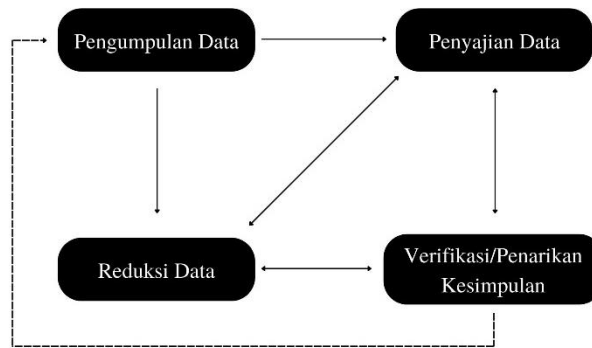 Pengumpulan Data
Penyajian Data
Reduksi Data
Verifikasi/Penarikan
Kesimpulan